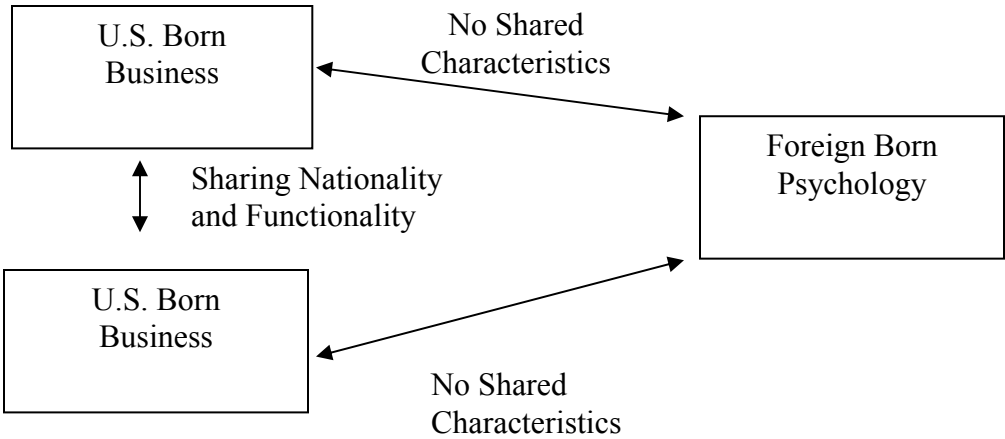 U.S. Born
Business
No Shared
Characteristics
Foreign Born
Psychology
Sharing Nationality
and Functionality
U.S. Born
Business
No Shared
Characteristics